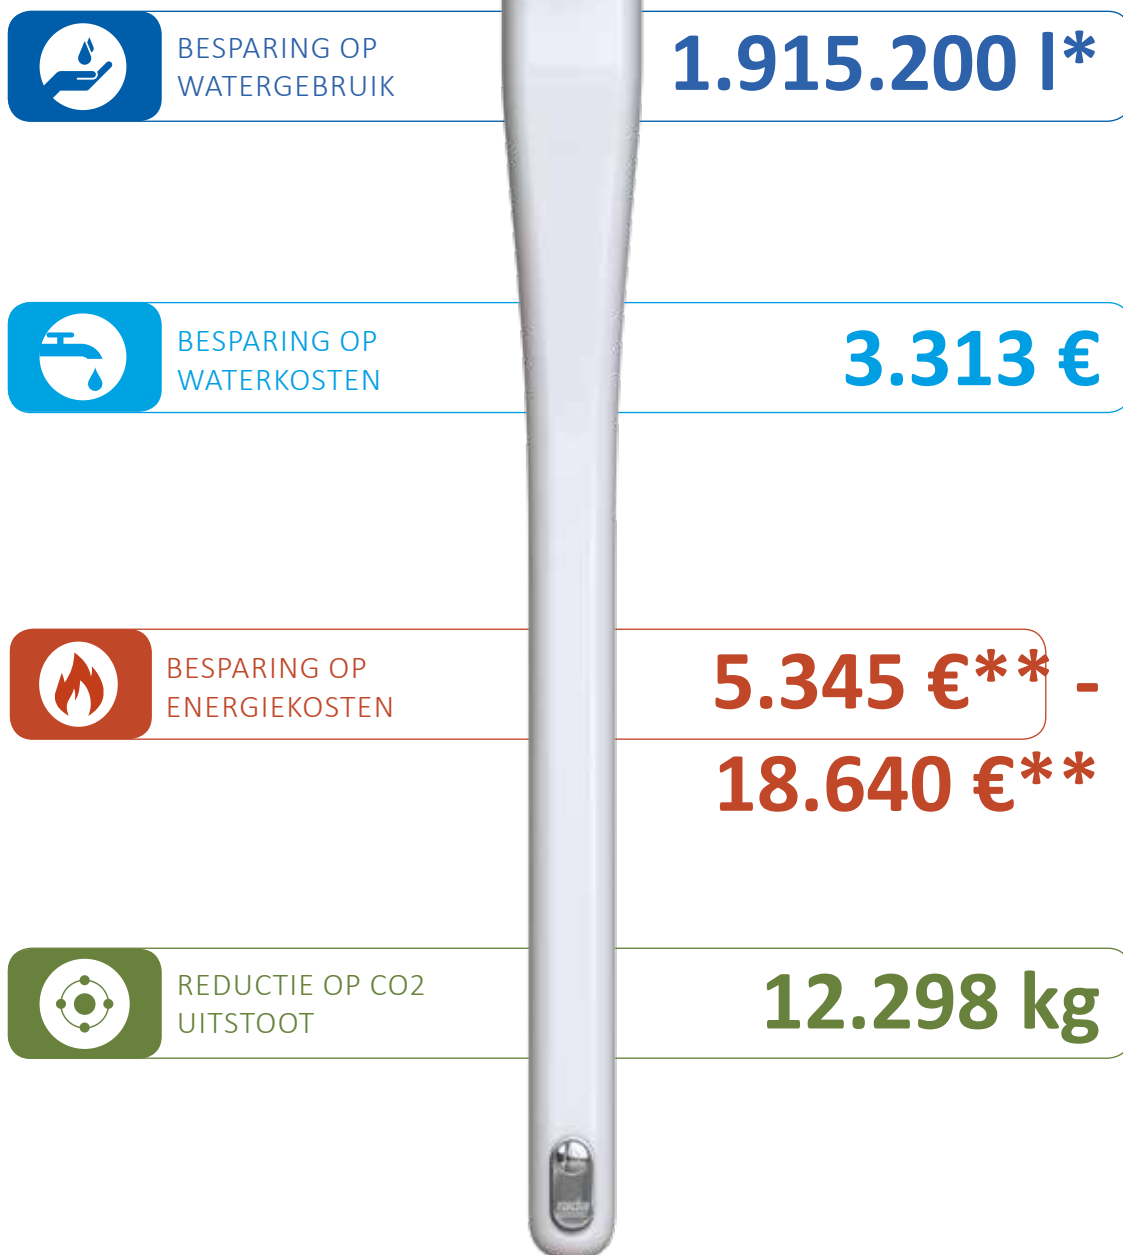 BESPARING OP
WATERGEBRUIK
1.915.200 l*
BESPARING OP
WATERKOSTEN
3.313 €
BESPARING OP
ENERGIEKOSTEN
5.345 €** -
18.640 €**
REDUCTIE OP CO2
UITSTOOT
12.298 kg
rada